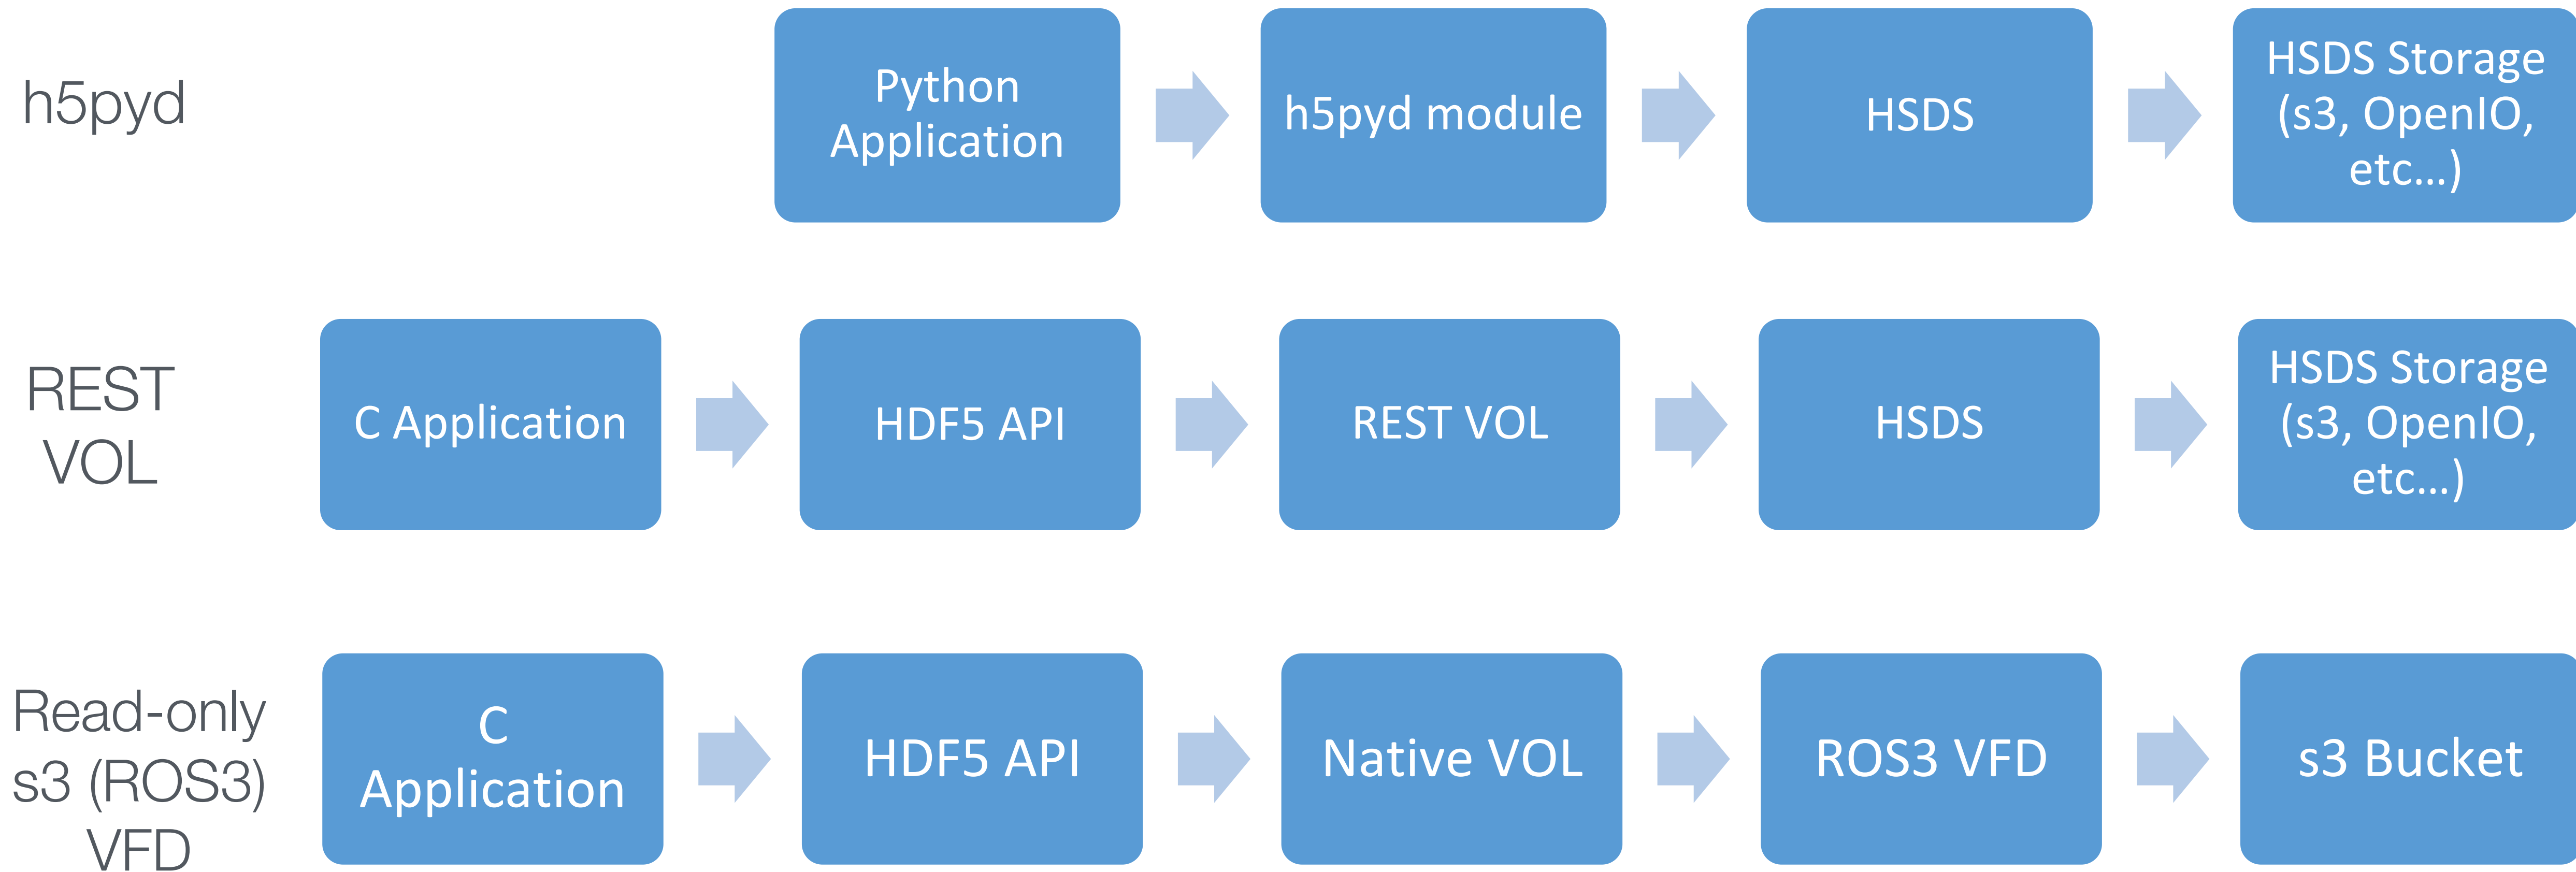 h5pyd
Python
Application
h5pyd module
HSDS
HSDS Storage
(s3, OpenIO,
etc...)
REST
VOL
C Application
HDF5 API
REST VOL
HSDS
HSDS Storage
(s3, OpenIO,
etc...)
Read-only
s3 (ROS3)
VFD
C
Application
HDF5 API
Native VOL
ROS3 VFD
s3 Bucket